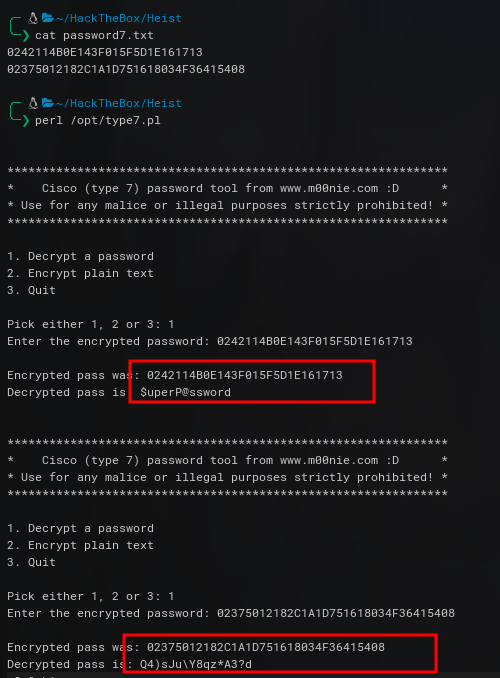 ~/HackTheBox/Heist
❯ cat password7.txt
0242114B0E143F015F5D1E161713
02375012182C1A1D751618034F36415408
~/HackTheBox/Heist
❯ perl /opt/type7.pl
***************************************************************
*    Cisco (type 7) password tool from www.m00nie.com :D      *
* Use for any malice or illegal purposes strictly prohibited! *
***************************************************************
1. Decrypt a password
2. Encrypt plain text
3. Quit
Pick either 1, 2 or 3: 1
Enter the encrypted password: 0242114B0E143F015F5D1E161713
Encrypted pass was: 0242114B0E143F015F5D1E161713
Decrypted pass is: $uperP@ssword
***************************************************************
*    Cisco (type 7) password tool from www.m00nie.com :D      *
* Use for any malice or illegal purposes strictly prohibited! *
***************************************************************
1. Decrypt a password
2. Encrypt plain text
3. Quit
Pick either 1, 2 or 3: 1
Enter the encrypted password: 02375012182C1A1D751618034F36415408
Encrypted pass was: 02375012182C1A1D751618034F36415408
Decrypted pass is: Q4)sJu\Y8qz*A3?d